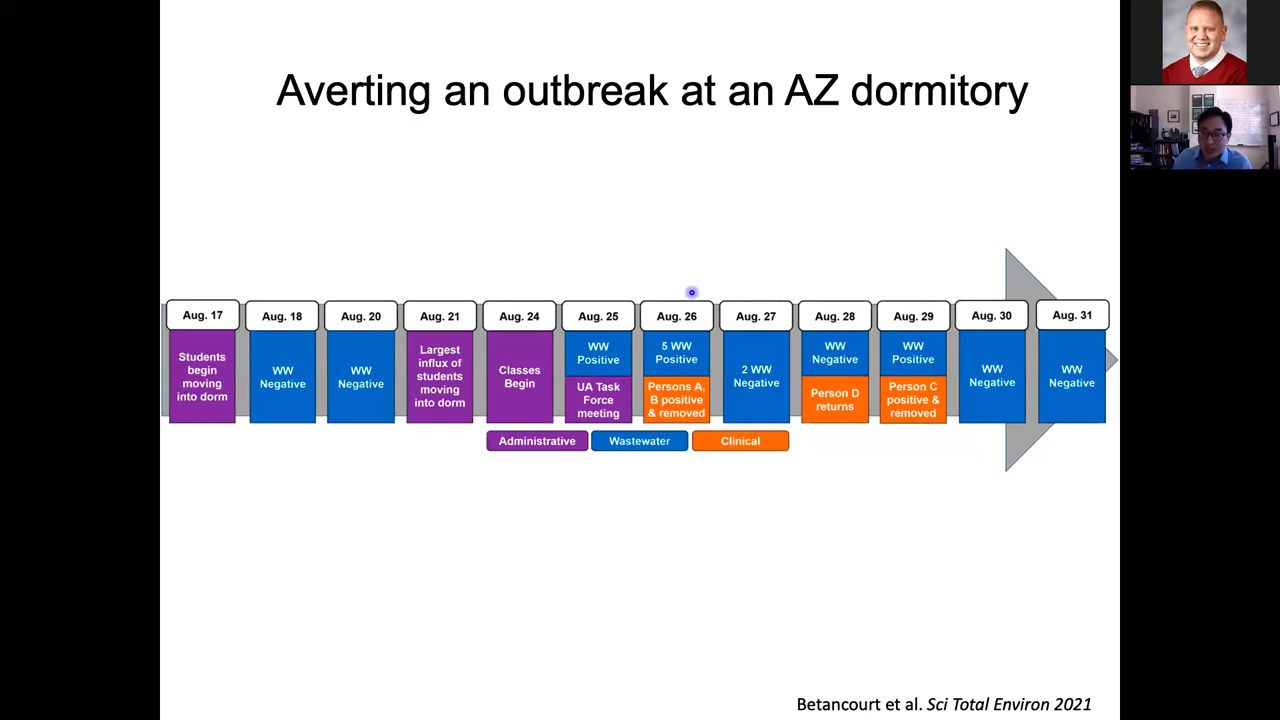 Averting an outbreak at an AZ dormitory
Aug. 17
Students
begin
moving
into dorm
Aug. 18
WW
Negative
Aug. 20
WW
Negative
Aug. 21
Largest
influx of
students
moving
into dorm
Aug. 24
Classes
Begin
Aug. 25
WW
Positive
UA Task
Force
meeting
Aug. 26
5 WW
Positive
Persons A,
B positive
& removed
Aug. 27
2 WW
Negative
Aug. 28
WW
Negative
Person D
returns
Aug. 29
WW
Positive
Person C
positive &
removed
Aug. 30
WW
Negative
Aug. 31
WW
Negative
Administrative
Wastewater
Clinical
Betancourt et al. Sci Total Environ 2021